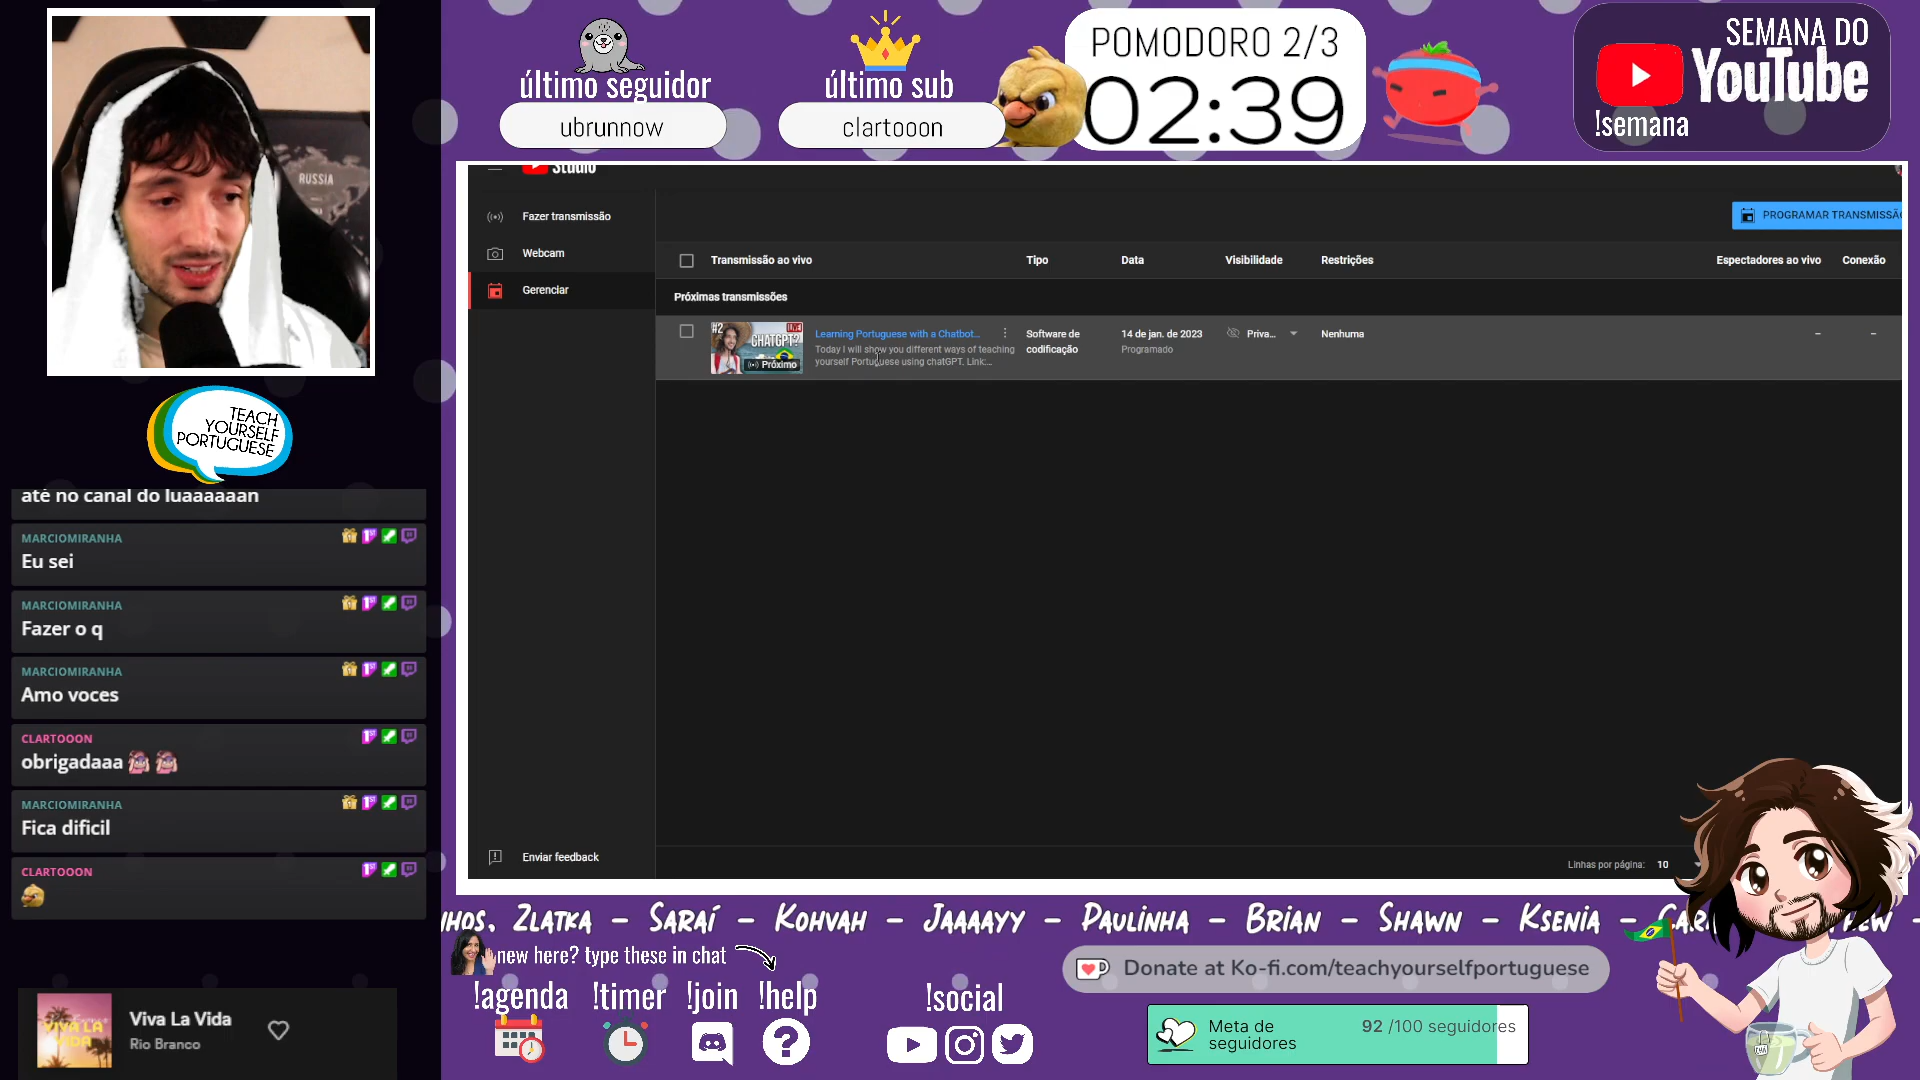 RUSSIA
TEACH
YOURSELF
PORTUGUESE
até no canal do luaaaaaan
MARCIOMIRANHA
Eu sei
MARCIOMIRANHA
Fazer o q
MARCIOMIRANHA
Amo voces
CLARTOOON
obrigadaaa
MARCIOMIRANHA
Fica dificil
CLARTOOON
VIVA LA
VIDA
Viva La Vida
Rio Branco
último seguidor
ubrunnow
último sub
clartooon
POMODORO 2/3
02:39
SEMANA DO
YouTube
!semana
Studio
Fazer transmissão
Webcam
Gerenciar
Enviar feedback
PROGRAMAR TRANSMISSÃO
Transmissão ao vivo
Tipo
Data
Visibilidade
Restrições
Espectadores ao vivo
Conexão
Próximas transmissões
#2
LIVE
CHATGPT?
Próximo
Learning Portuguese with a Chatbot...
Today I will show you different ways of teaching
yourself Portuguese using chatGPT. Link:...
Software de
codificação
14 de jan. de 2023
Programado
Priva...
Nenhuma
–
–
Linhas por página:
10
NHOS, ZLATKA – SARAÍ – KOHVAH – JAAAAYY – PAULINHA – BRIAN – SHAWN – KSENIA –
new here? type these in chat
!agenda
!timer
!join
!help
!social
Donate at Ko-fi.com/teachyourselfportuguese
Meta de
seguidores
92 /100 seguidores
CHA